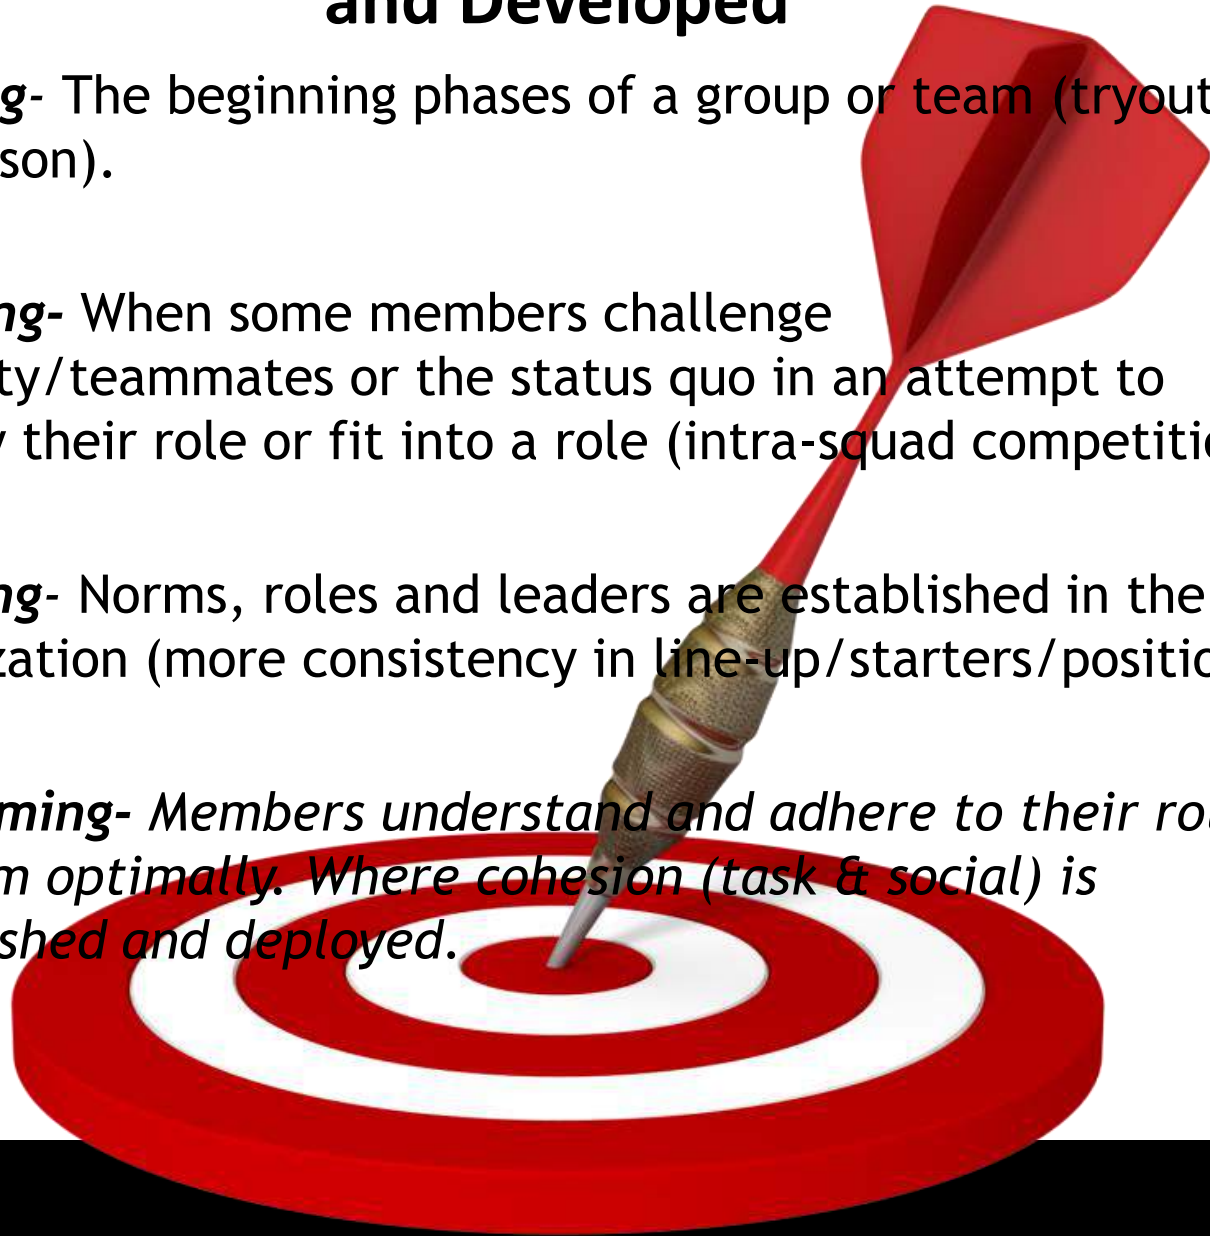 and Developed
g- The beginning phases of a group or team (tryout
son).
ng- When some members challenge
ty/teammates or the status quo in an attempt to
their role or fit into a role (intra-squad competiti
ng- Norms, roles and leaders are established in the
zation (more consistency in line-up/starters/positi
ming- Members understand and adhere to their ro
m optimally. Where cohesion (task & social) is
shed and deployed.